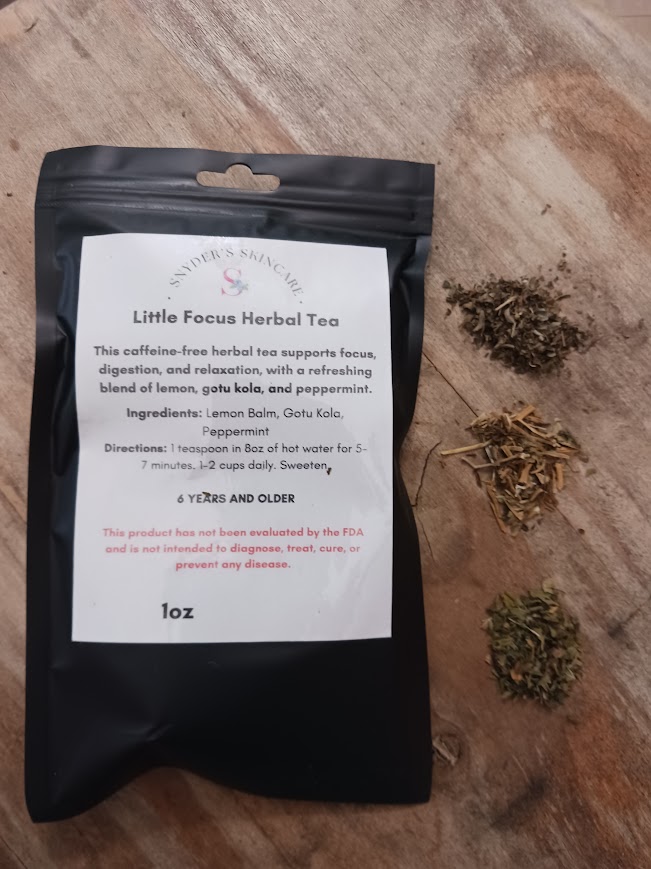 SNYDER'S SKINCARE
S
Little Focus Herbal Tea
This caffeine-free herbal tea supports focus,
digestion, and relaxation, with a refreshing
blend of lemon, gotu kola, and peppermint.
Ingredients: Lemon Balm, Gotu Kola,
Peppermint
Directions: 1 teaspoon in 8oz of hot water for 5-
7 minutes. 1-2 cups daily. Sweeten
6 YEARS AND OLDER
This product has not been evaluated by the FDA
and is not intended to diagnose, treat, cure, or
prevent any disease.
1oz